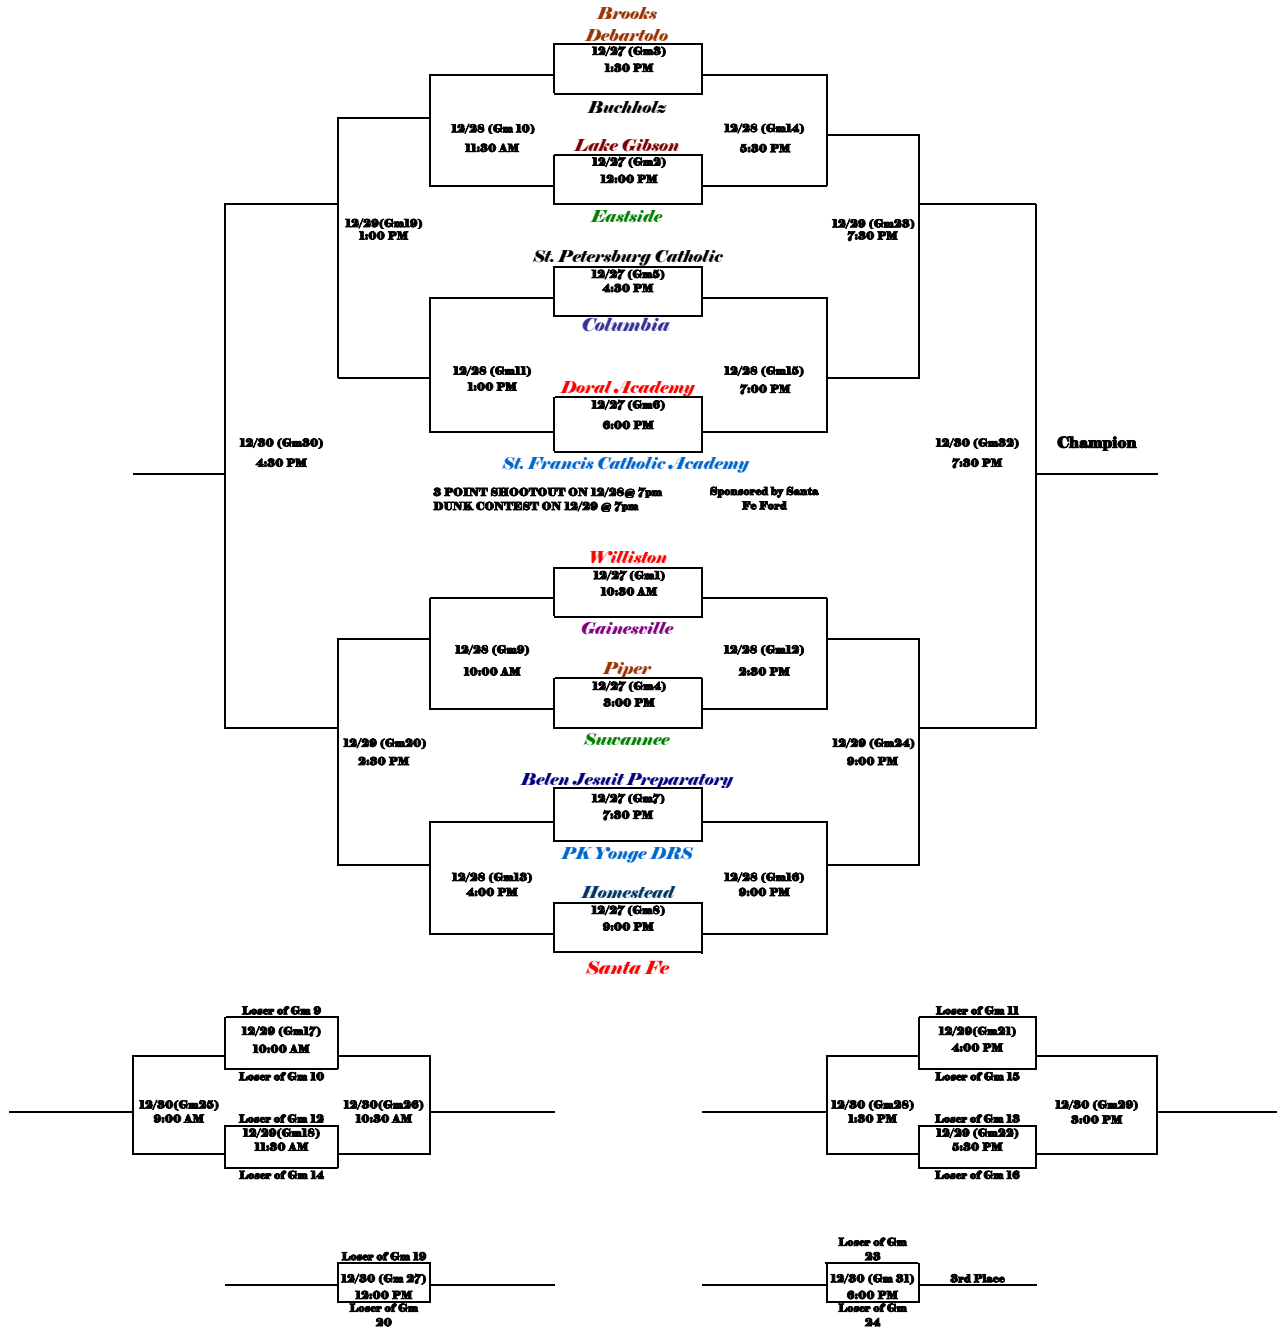 Brooks
Debartolo
12/27 (Gm3)
1:30 PM
Buchholz
12/28 (Gm 10)
11:30 AM
12/28 (Gm14)
5:30 PM
Lake Gibson
12/27 (Gm2)
12:00 PM
Eastside
12/29(Gm19)
1:00 PM
12/29 (Gm23)
7:30 PM
St. Petersburg Catholic
12/27 (Gm5)
4:30 PM
Columbia
12/28 (Gm11)
1:00 PM
12/28 (Gm15)
7:00 PM
Doral Academy
12/27 (Gm6)
6:00 PM
St. Francis Catholic Academy
12/30 (Gm30)
4:30 PM
12/30 (Gm32)
7:30 PM
Champion
3 POINT SHOOTOUT ON 12/28@ 7pm
DUNK CONTEST ON 12/29 @ 7pm
Sponsored by Santa
Fe Ford
Williston
12/27 (Gm1)
10:30 AM
Gainesville
12/28 (Gm9)
10:00 AM
12/28 (Gm12)
2:30 PM
Piper
12/27 (Gm4)
3:00 PM
Suwannee
12/29 (Gm20)
2:30 PM
12/29 (Gm24)
9:00 PM
Belen Jesuit Preparatory
12/27 (Gm7)
7:30 PM
PK Yonge DRS
12/28 (Gm13)
4:00 PM
12/28 (Gm16)
9:00 PM
Homestead
12/27 (Gm8)
9:00 PM
Santa Fe
Loser of Gm 9
12/29 (Gm17)
10:00 AM
Loser of Gm 10
12/30(Gm25)
9:00 AM
12/30(Gm26)
10:30 AM
Loser of Gm 12
12/29(Gm18)
11:30 AM
Loser of Gm 14
Loser of Gm 11
12/29(Gm21)
4:00 PM
Loser of Gm 15
12/30 (Gm28)
1:30 PM
12/30 (Gm29)
3:00 PM
Loser of Gm 13
12/29 (Gm22)
5:30 PM
Loser of Gm 16
Loser of Gm 19
12/30 (Gm 27)
12:00 PM
Loser of Gm
20
Loser of Gm
23
12/30 (Gm 31)
6:00 PM
3rd Place
Loser of Gm
24